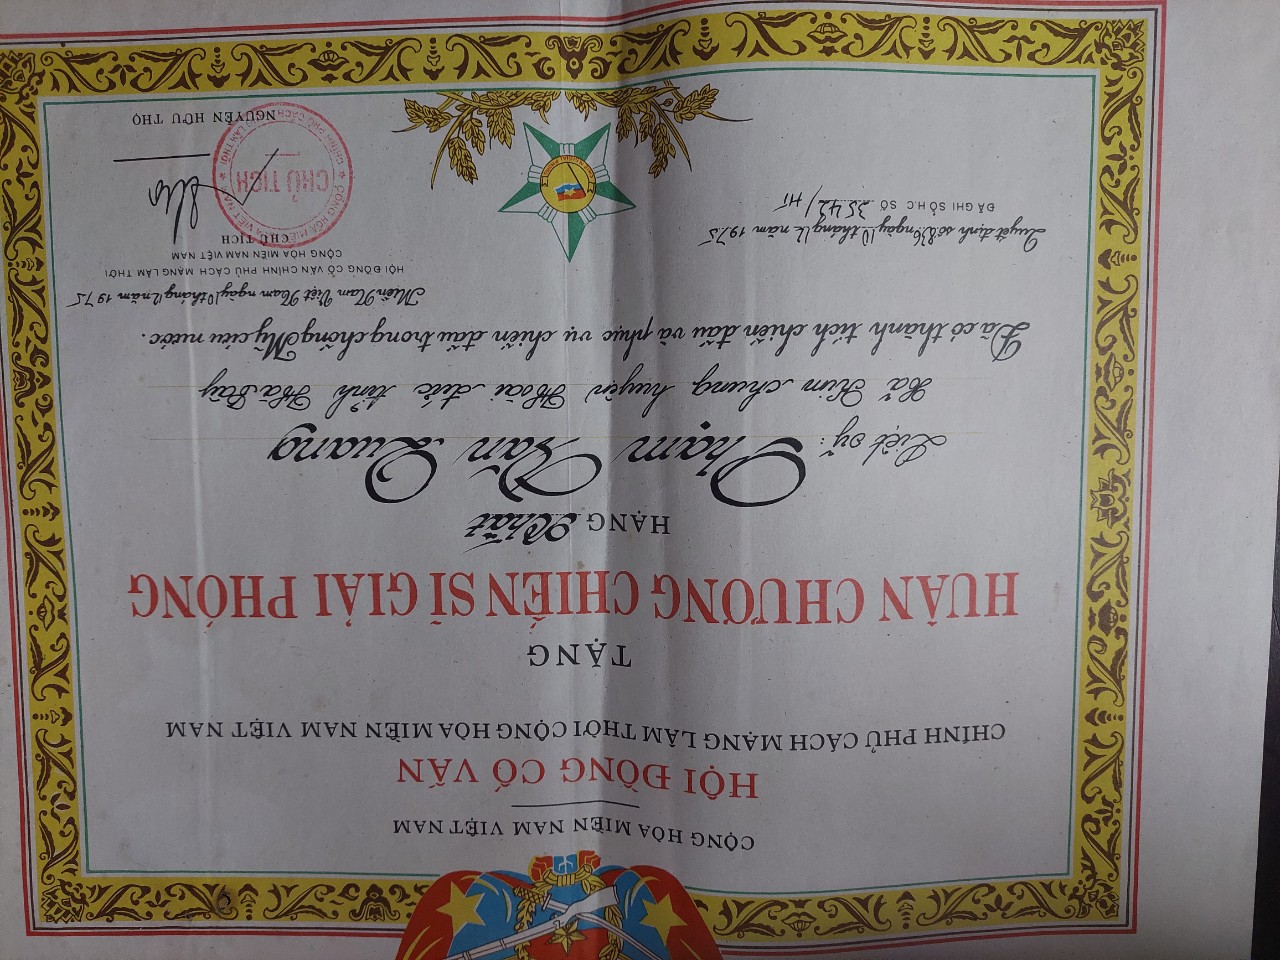 CỘNG HÒA MIỀN NAM VIỆT NAM
HỘI ĐỒNG CỐ VẤN
CHÍNH PHỦ CÁCH MẠNG LÂM THỜI CỘNG HÒA MIỀN NAM VIỆT NAM
TẶNG
HUÂN CHƯƠNG CHIẾN SĨ GIẢI PHÓNG
HẠNG Nhất
Liệt sỹ: Phạm Văn Quang
Xã Kim chung huyện Hoài đức tỉnh Hà Tây
Đã có thành tích chiến đấu và phục vụ chiến đấu trong chống Mỹ cứu nước.
Miền Nam Việt Nam ngày 10 tháng 12 năm 1975
HỘI ĐỒNG CỐ VẤN CHÍNH PHỦ CÁCH MẠNG LÂM THỜI
CỘNG HÒA MIỀN NAM VIỆT NAM
CHỦ TỊCH
CHỦ TỊCH
NGUYỄN HỮU THỌ
Quyết định số 836 ngày 10 tháng 12 năm 1975
ĐÃ GHI SỔ H.C SỐ 3542/